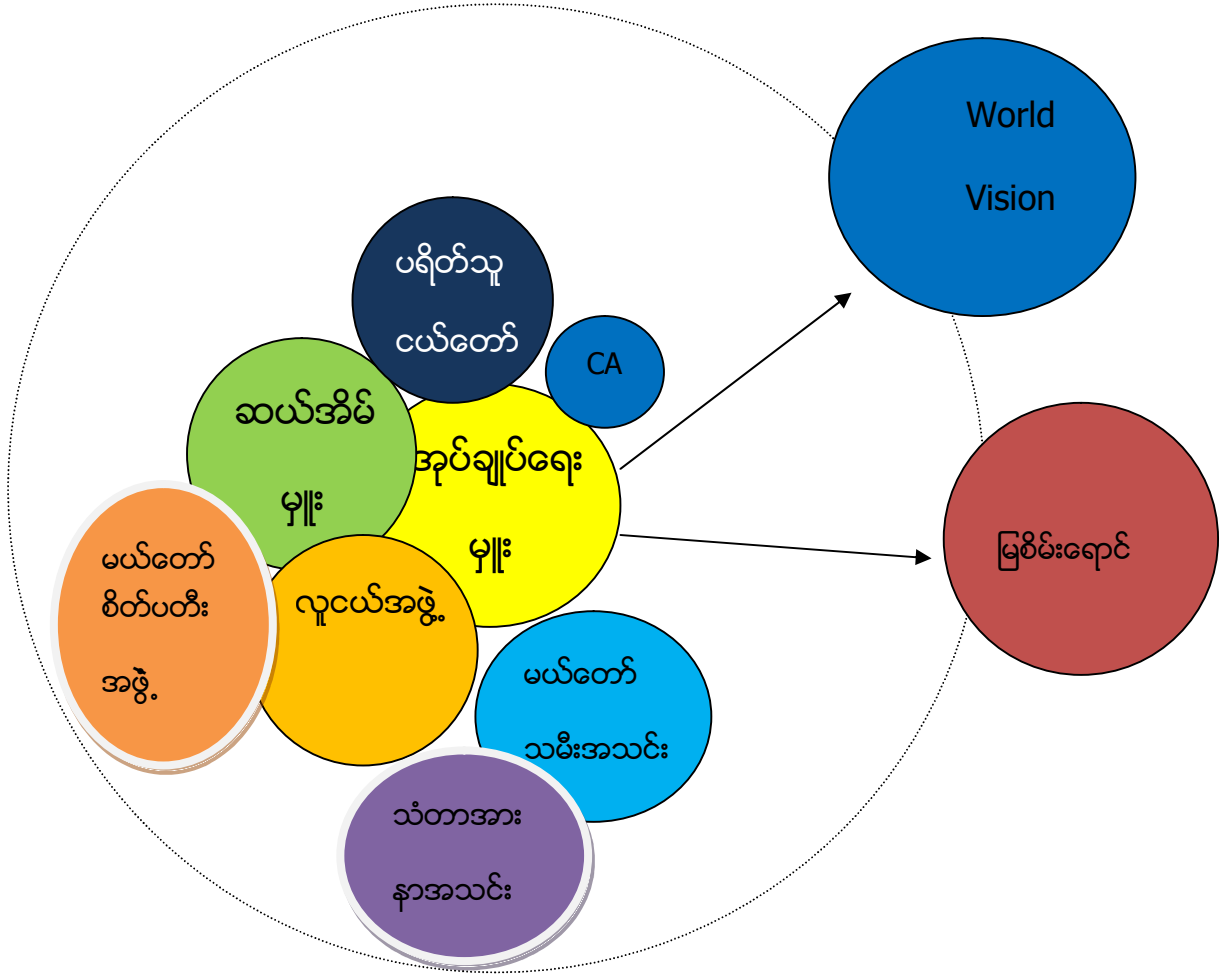 World
Vision
ပရိတ်သူ
ငယ်တော်
CA
ဆယ်အိမ်
မှူး
အုပ်ချုပ်ရေး
မှူး
မြစိမ်းရောင်
မယ်တော်
စိတ်ပတီး
အဖွဲ့
လူငယ်အဖွဲ့
မယ်တော်
သမီးအသင်း
သံတာအား
နာအသင်း